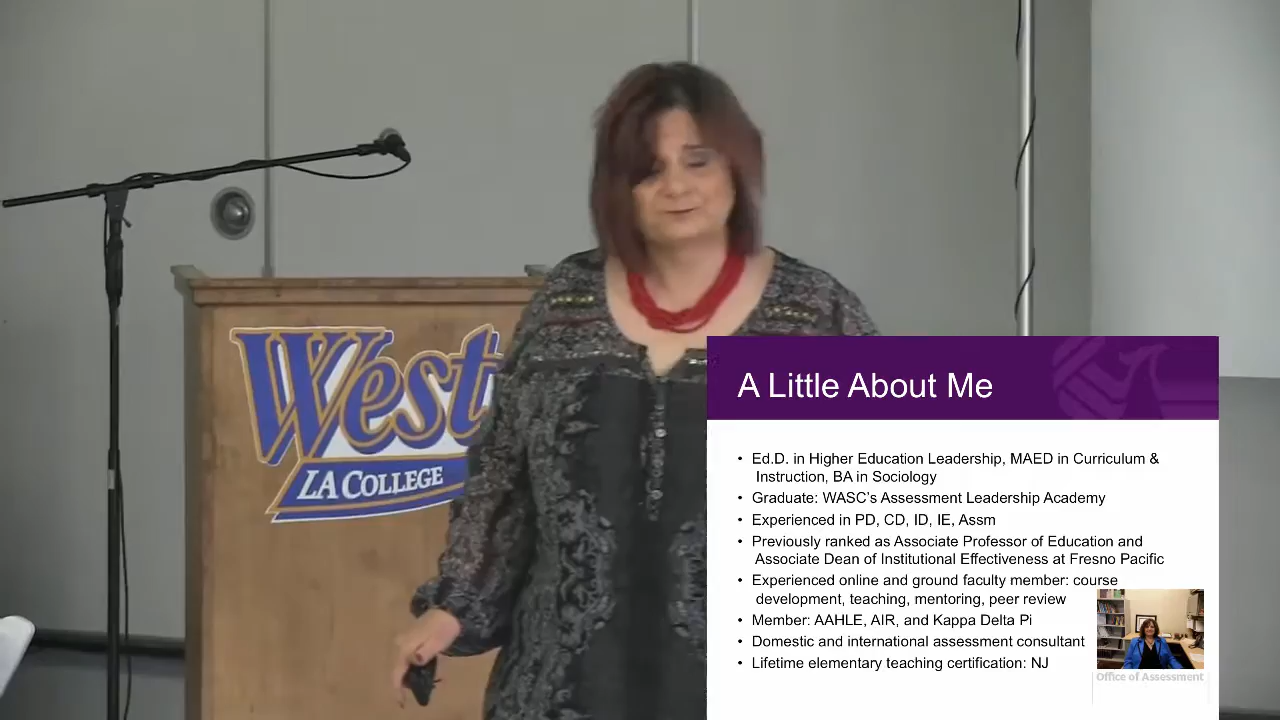 West
LA COLLEGE
A Little About Me
• Ed.D. in Higher Education Leadership, MAED in Curriculum &
Instruction, BA in Sociology
• Graduate: WASC's Assessment Leadership Academy
• Experienced in PD, CD, ID, IE, Assm
• Previously ranked as Associate Professor of Education and
Associate Dean of Institutional Effectiveness at Fresno Pacific
• Experienced online and ground faculty member: course
development, teaching, mentoring, peer review
• Member: AAHLE, AIR, and Kappa Delta Pi
• Domestic and international assessment consultant
• Lifetime elementary teaching certification: NJ
Office of Assessment